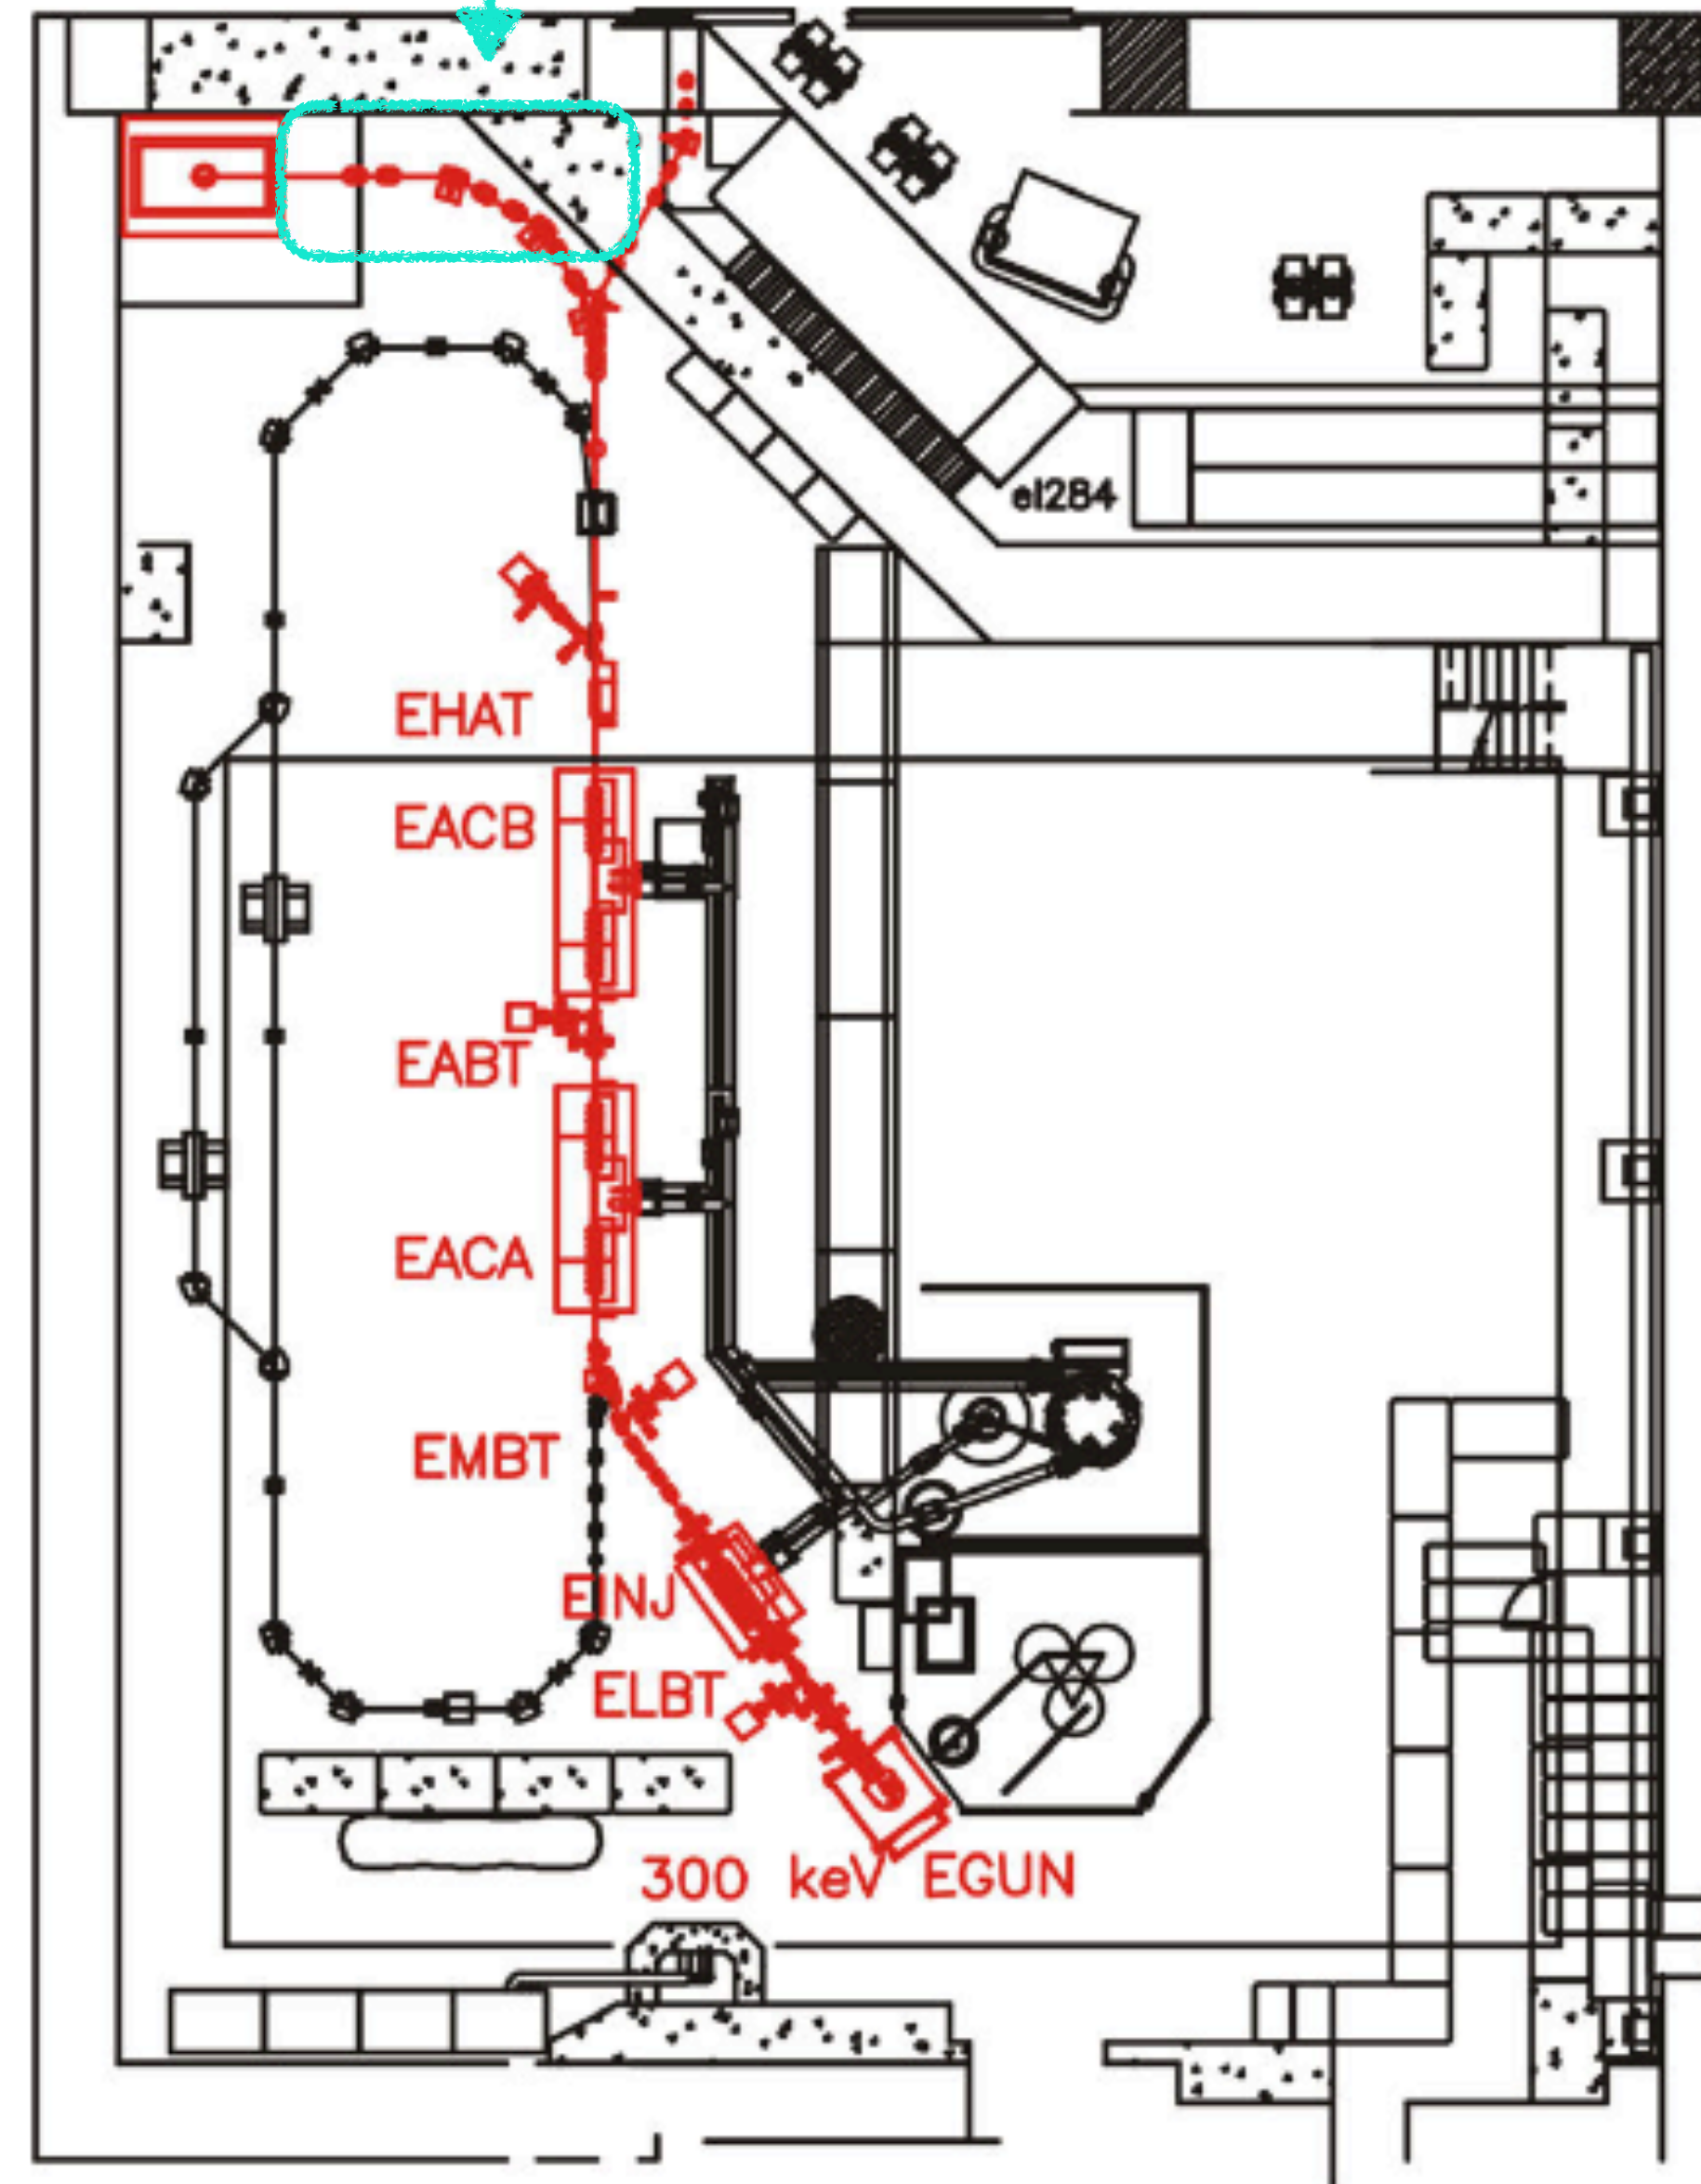 el284
EHAT
EACB
EABT
EACA
EMBT
EINJ
ELBT
300 keV EGUN